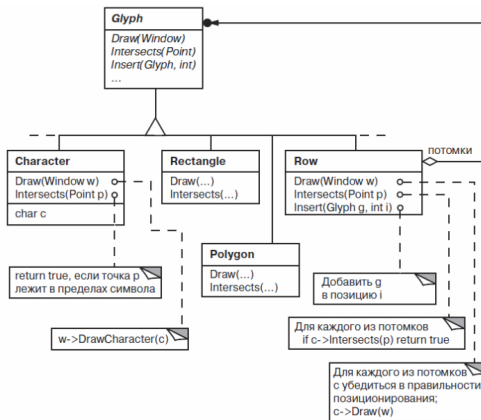 Glyph
Draw(Window)
Intersects(Point)
Insert(Glyph, int)
...
потомки
Character
Draw(Window w)
Intersects(Point p)
char c
Rectangle
Draw(...)
Intersects(...)
Row
Draw(Window w)
Intersects(Point p)
Insert(Glyph g, int i)
Polygon
Draw(...)
Intersects(...)
return true, если точка p
лежит в пределах символа
w->DrawCharacter(c)
Добавить g
в позицию i
Для каждого из потомков
if c->Intersects(p) return true
Для каждого из потомков
с убедиться в правильности
позиционирования;
c->Draw(w)